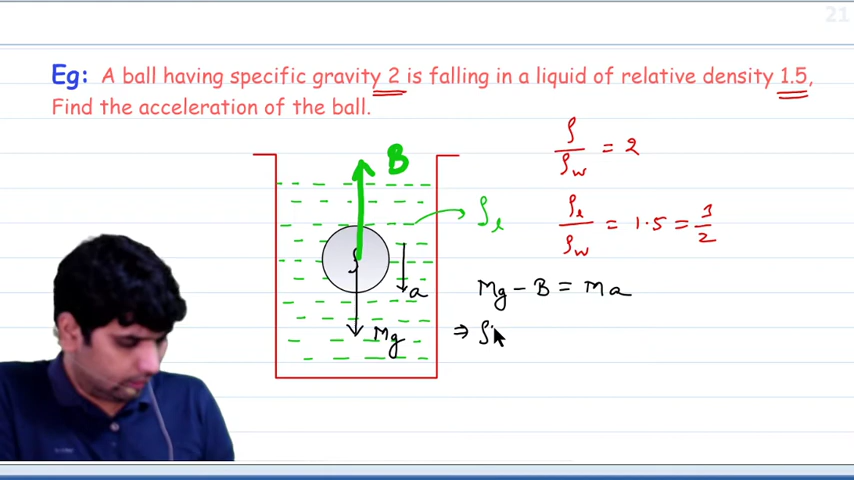 21
Eg: A ball having specific gravity 2 is falling in a liquid of relative density 1.5,
Find the acceleration of the ball.
B
ρ/ρw = 2
ρl
ρl/ρw = 1.5 = 3/2
ρ
a
Mg - B = Ma
Mg
⇒ ρ